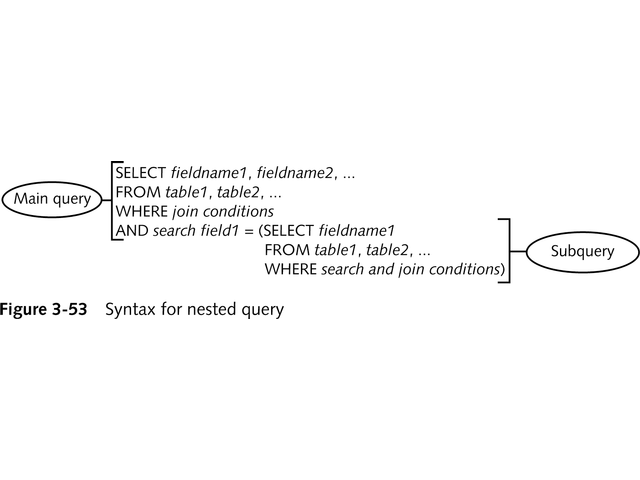 SELECT fieldname1, fieldname2, ...
FROM table1, table2, ...
Main query
WHERE join conditions
AND search field1 = (SELECT fieldname1
FROM table1, table2, ...
Subquery
WHERE search and join conditions)
Figure 3-53 Syntax for nested query